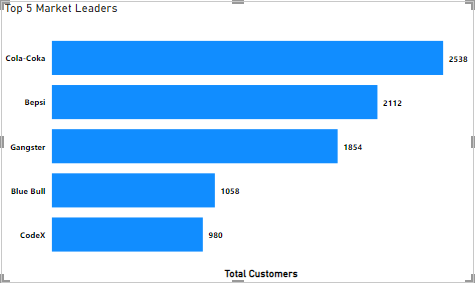 Top 5 Market Leaders
Cola-Coka 2538
Bepsi 2112
Gangster 1854
Blue Bull 1058
CodeX 980
Total Customers